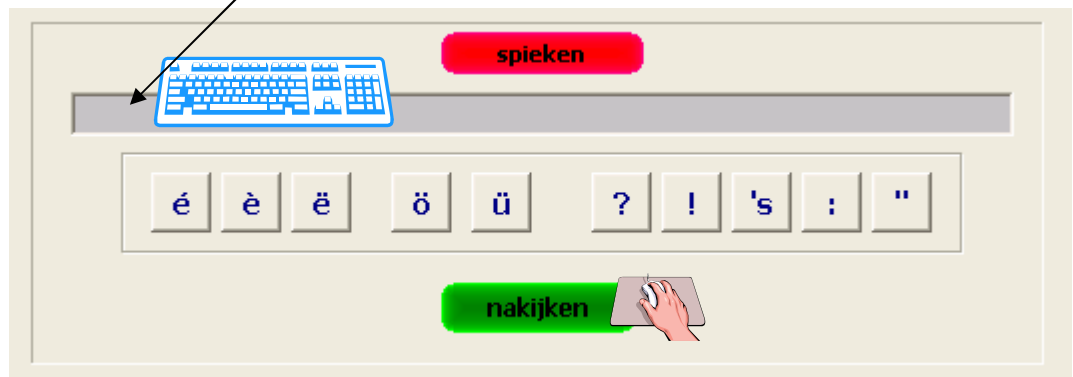 spieken
é è ë ö ü ? ! 's : "
nakijken